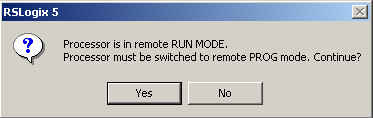 RSLogix 5
Processor is in remote RUN MODE.
Processor must be switched to remote PROG mode. Continue?
Yes
No